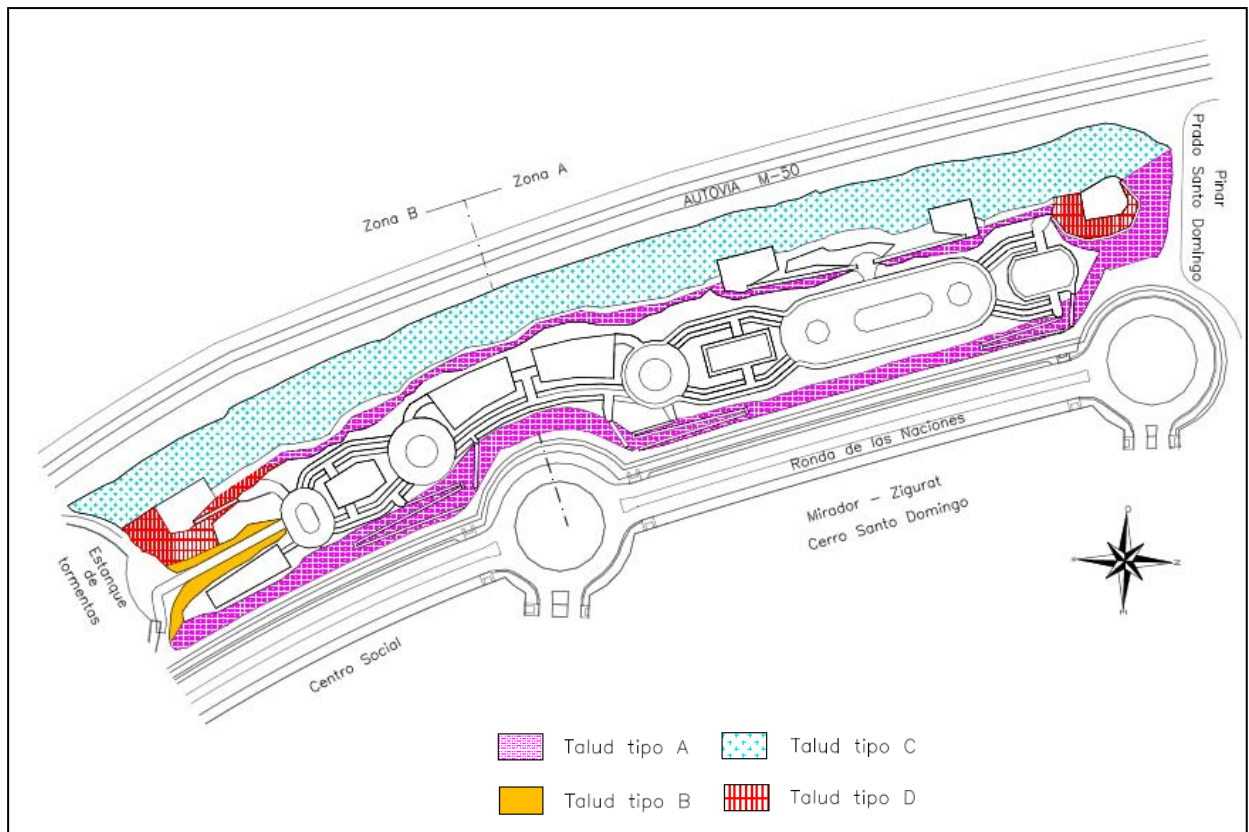 Zona A
Zona B
AUTOVIA M-50
Pinar
Prado Santo Domingo
Ronda de las Naciones
Mirador - Zigurat
Cerro Santo Domingo
Estanque
de
tormentas
Centro Social
O
N
E
Talud tipo A
Talud tipo C
Talud tipo B
Talud tipo D